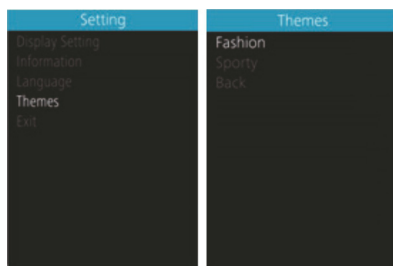 Setting
Display Setting
Information
Language
Themes
Exit
Themes
Fashion
Sporty
Back